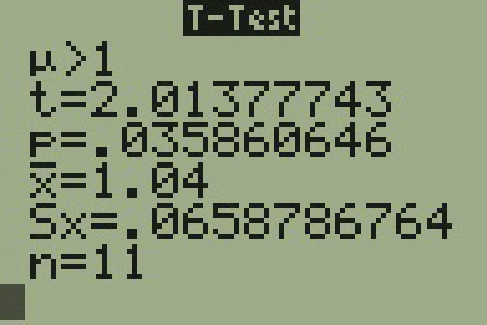 T-Test
μ>1
t=2.01377743
p=.035860646
x̄=1.04
Sx=.0658786764
n=11